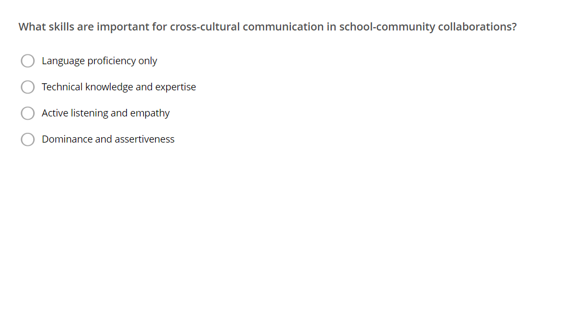 What skills are important for cross-cultural communication in school-community collaborations?
Language proficiency only
Technical knowledge and expertise
Active listening and empathy
Dominance and assertiveness